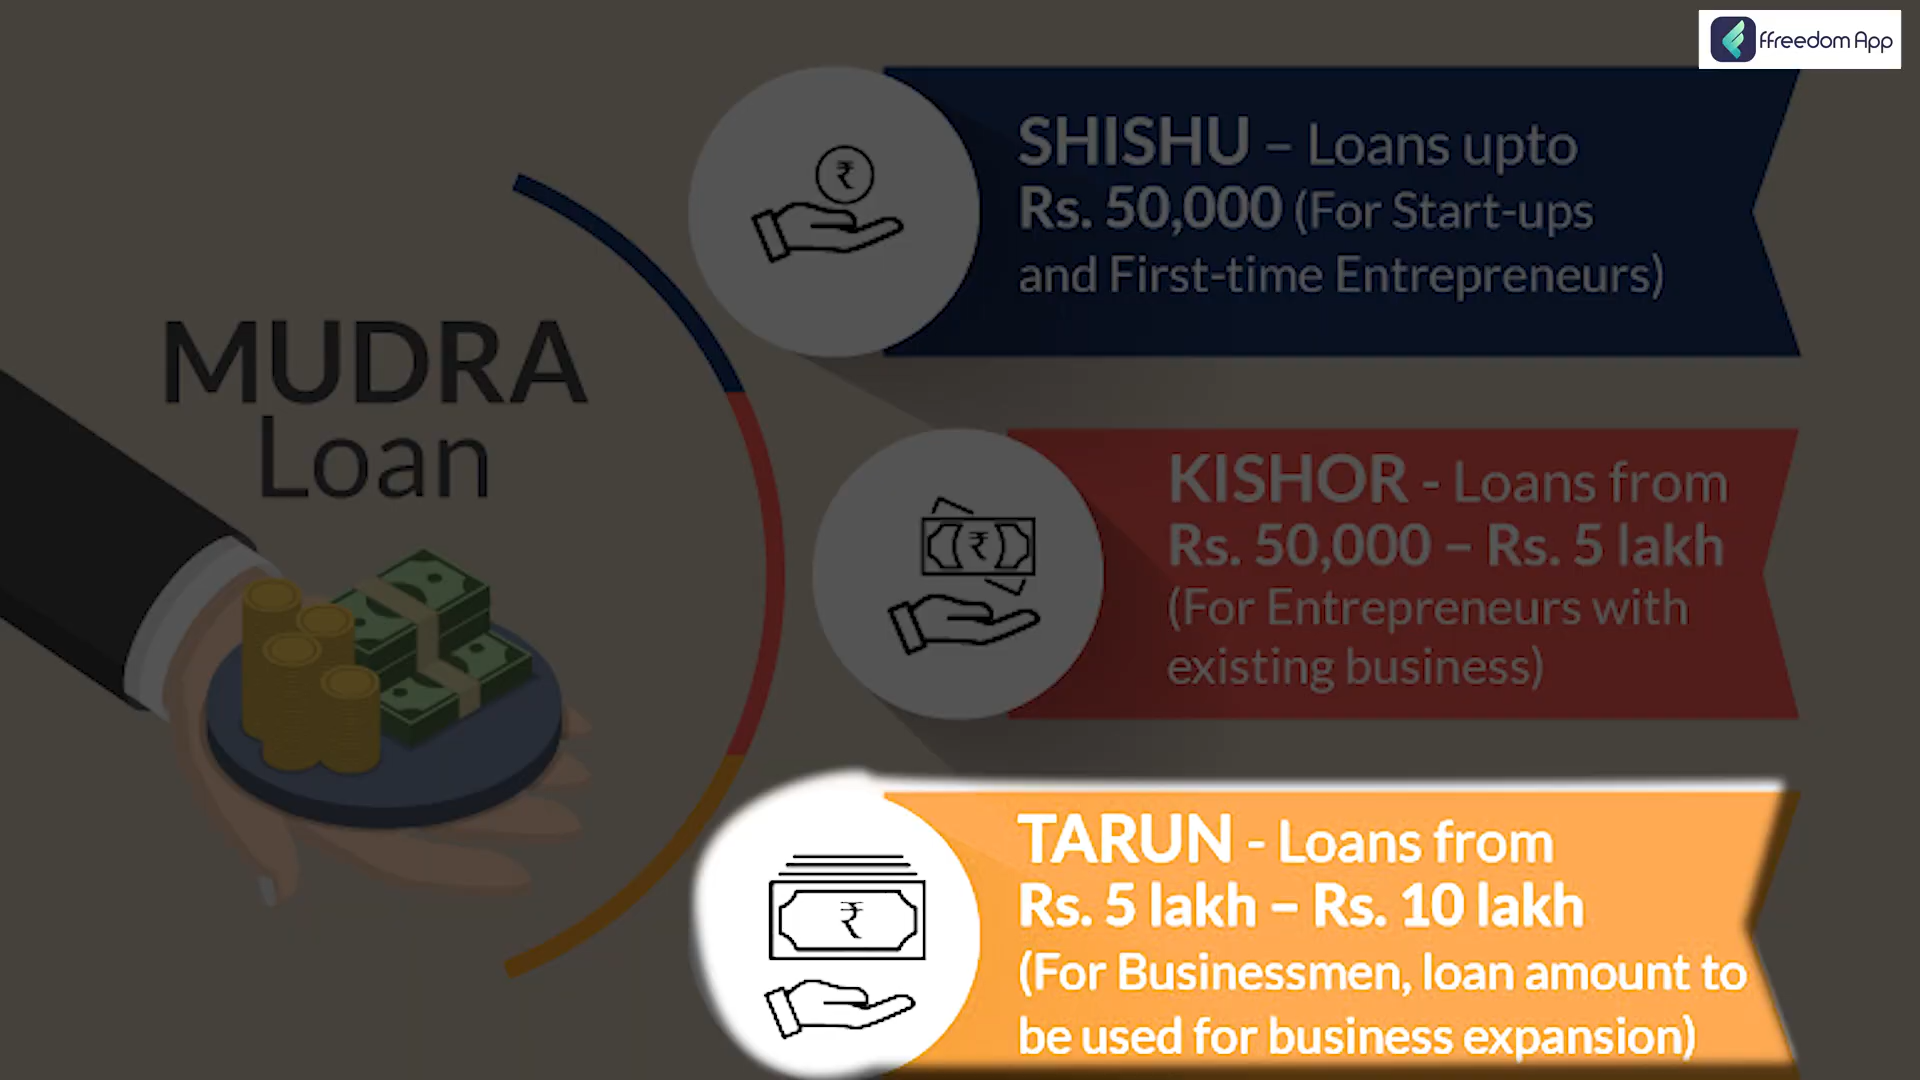 ffreedom App
MUDRA
Loan
SHISHU – Loans upto
Rs. 50,000 (For Start-ups
and First-time Entrepreneurs)
KISHOR - Loans from
Rs. 50,000 – Rs. 5 lakh
(For Entrepreneurs with
existing business)
TARUN - Loans from
Rs. 5 lakh – Rs. 10 lakh
(For Businessmen, loan amount to
be used for business expansion)